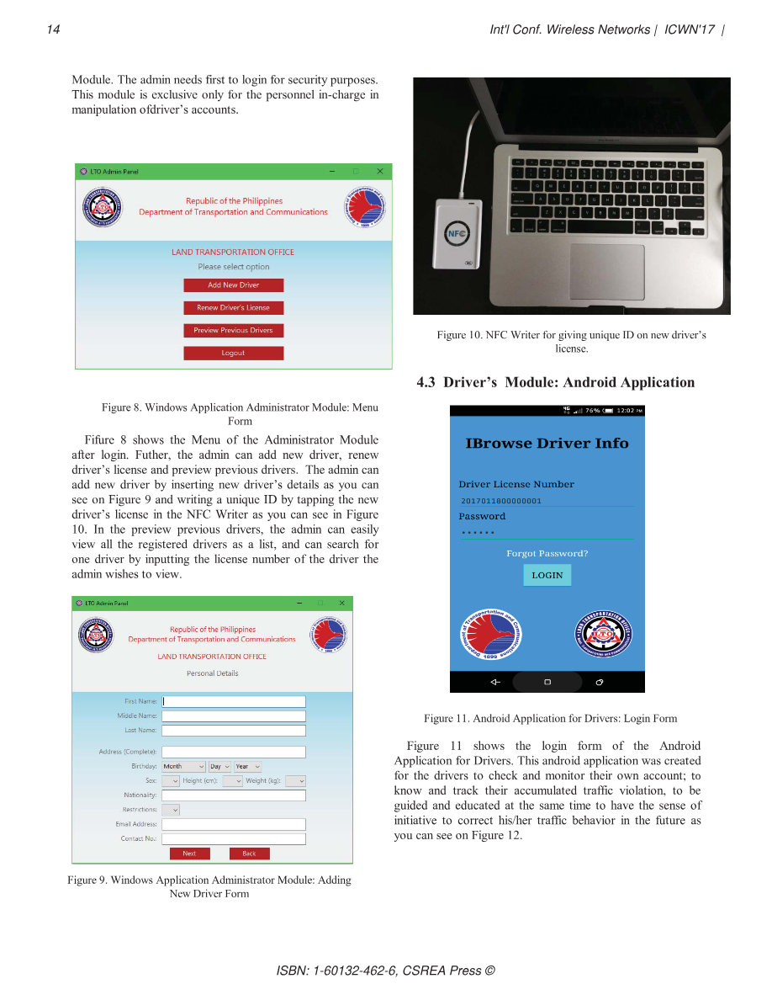 14
Int'l Conf. Wireless Networks | ICWN'17 |
Module. The admin needs first to login for security purposes.
This module is exclusive only for the personnel in-charge in
manipulation ofdriver’s accounts.
LTO Admin Panel
Republic of the Philippines
Department of Transportation and Communications
LAND TRANSPORTATION OFFICE
Please select option
Add New Driver
Renew Driver's License
Preview Previous Drivers
Logout
Figure 8. Windows Application Administrator Module: Menu
Form
Fifure 8 shows the Menu of the Administrator Module
after login. Futher, the admin can add new driver, renew
driver’s license and preview previous drivers. The admin can
add new driver by inserting new driver’s details as you can
see on Figure 9 and writing a unique ID by tapping the new
driver’s license in the NFC Writer as you can see in Figure
10. In the preview previous drivers, the admin can easily
view all the registered drivers as a list, and can search for
one driver by inputting the license number of the driver the
admin wishes to view.
LTO Admin Panel
Republic of the Philippines
Department of Transportation and Communications
LAND TRANSPORTATION OFFICE
Personal Details
First Name:
Middle Name:
Last Name:
Address (Complete):
Birthday: Month Day Year
Sex: Height (cm): Weight (kg):
Nationality:
Restrictions:
Email Address:
Contact No.:
Next Back
Figure 9. Windows Application Administrator Module: Adding
New Driver Form
NFC
Figure 10. NFC Writer for giving unique ID on new driver’s
license.
4.3 Driver’s Module: Android Application
4G 76% 12:02 PM
IBrowse Driver Info
Driver License Number
2017011800000001
Password
••••••
Forgot Password?
LOGIN
Department of Transportation and Communications
1899
LTO
Figure 11. Android Application for Drivers: Login Form
Figure 11 shows the login form of the Android
Application for Drivers. This android application was created
for the drivers to check and monitor their own account; to
know and track their accumulated traffic violation, to be
guided and educated at the same time to have the sense of
initiative to correct his/her traffic behavior in the future as
you can see on Figure 12.
ISBN: 1-60132-462-6, CSREA Press ©